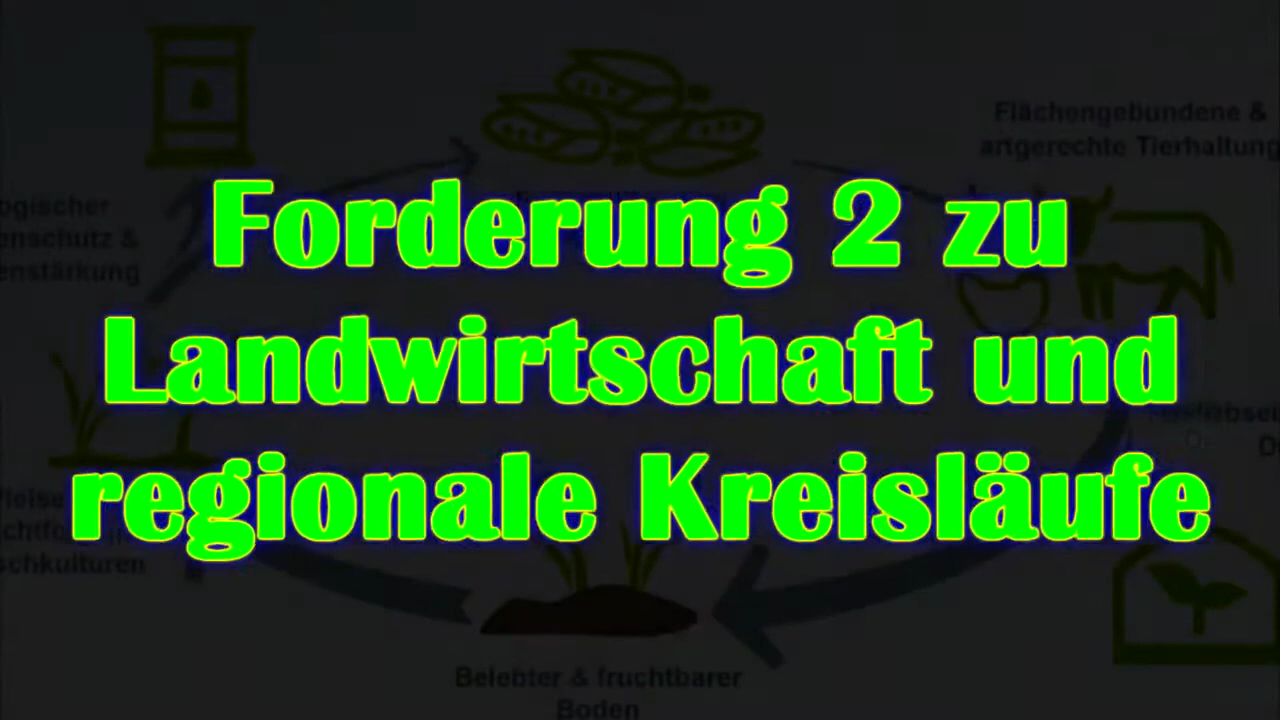 Flächengebundene &
artgerechte Tierhaltung
Forderung 2 zu
Landwirtschaft und
regionale Kreisläufe
Belebter & fruchtbarer
Boden